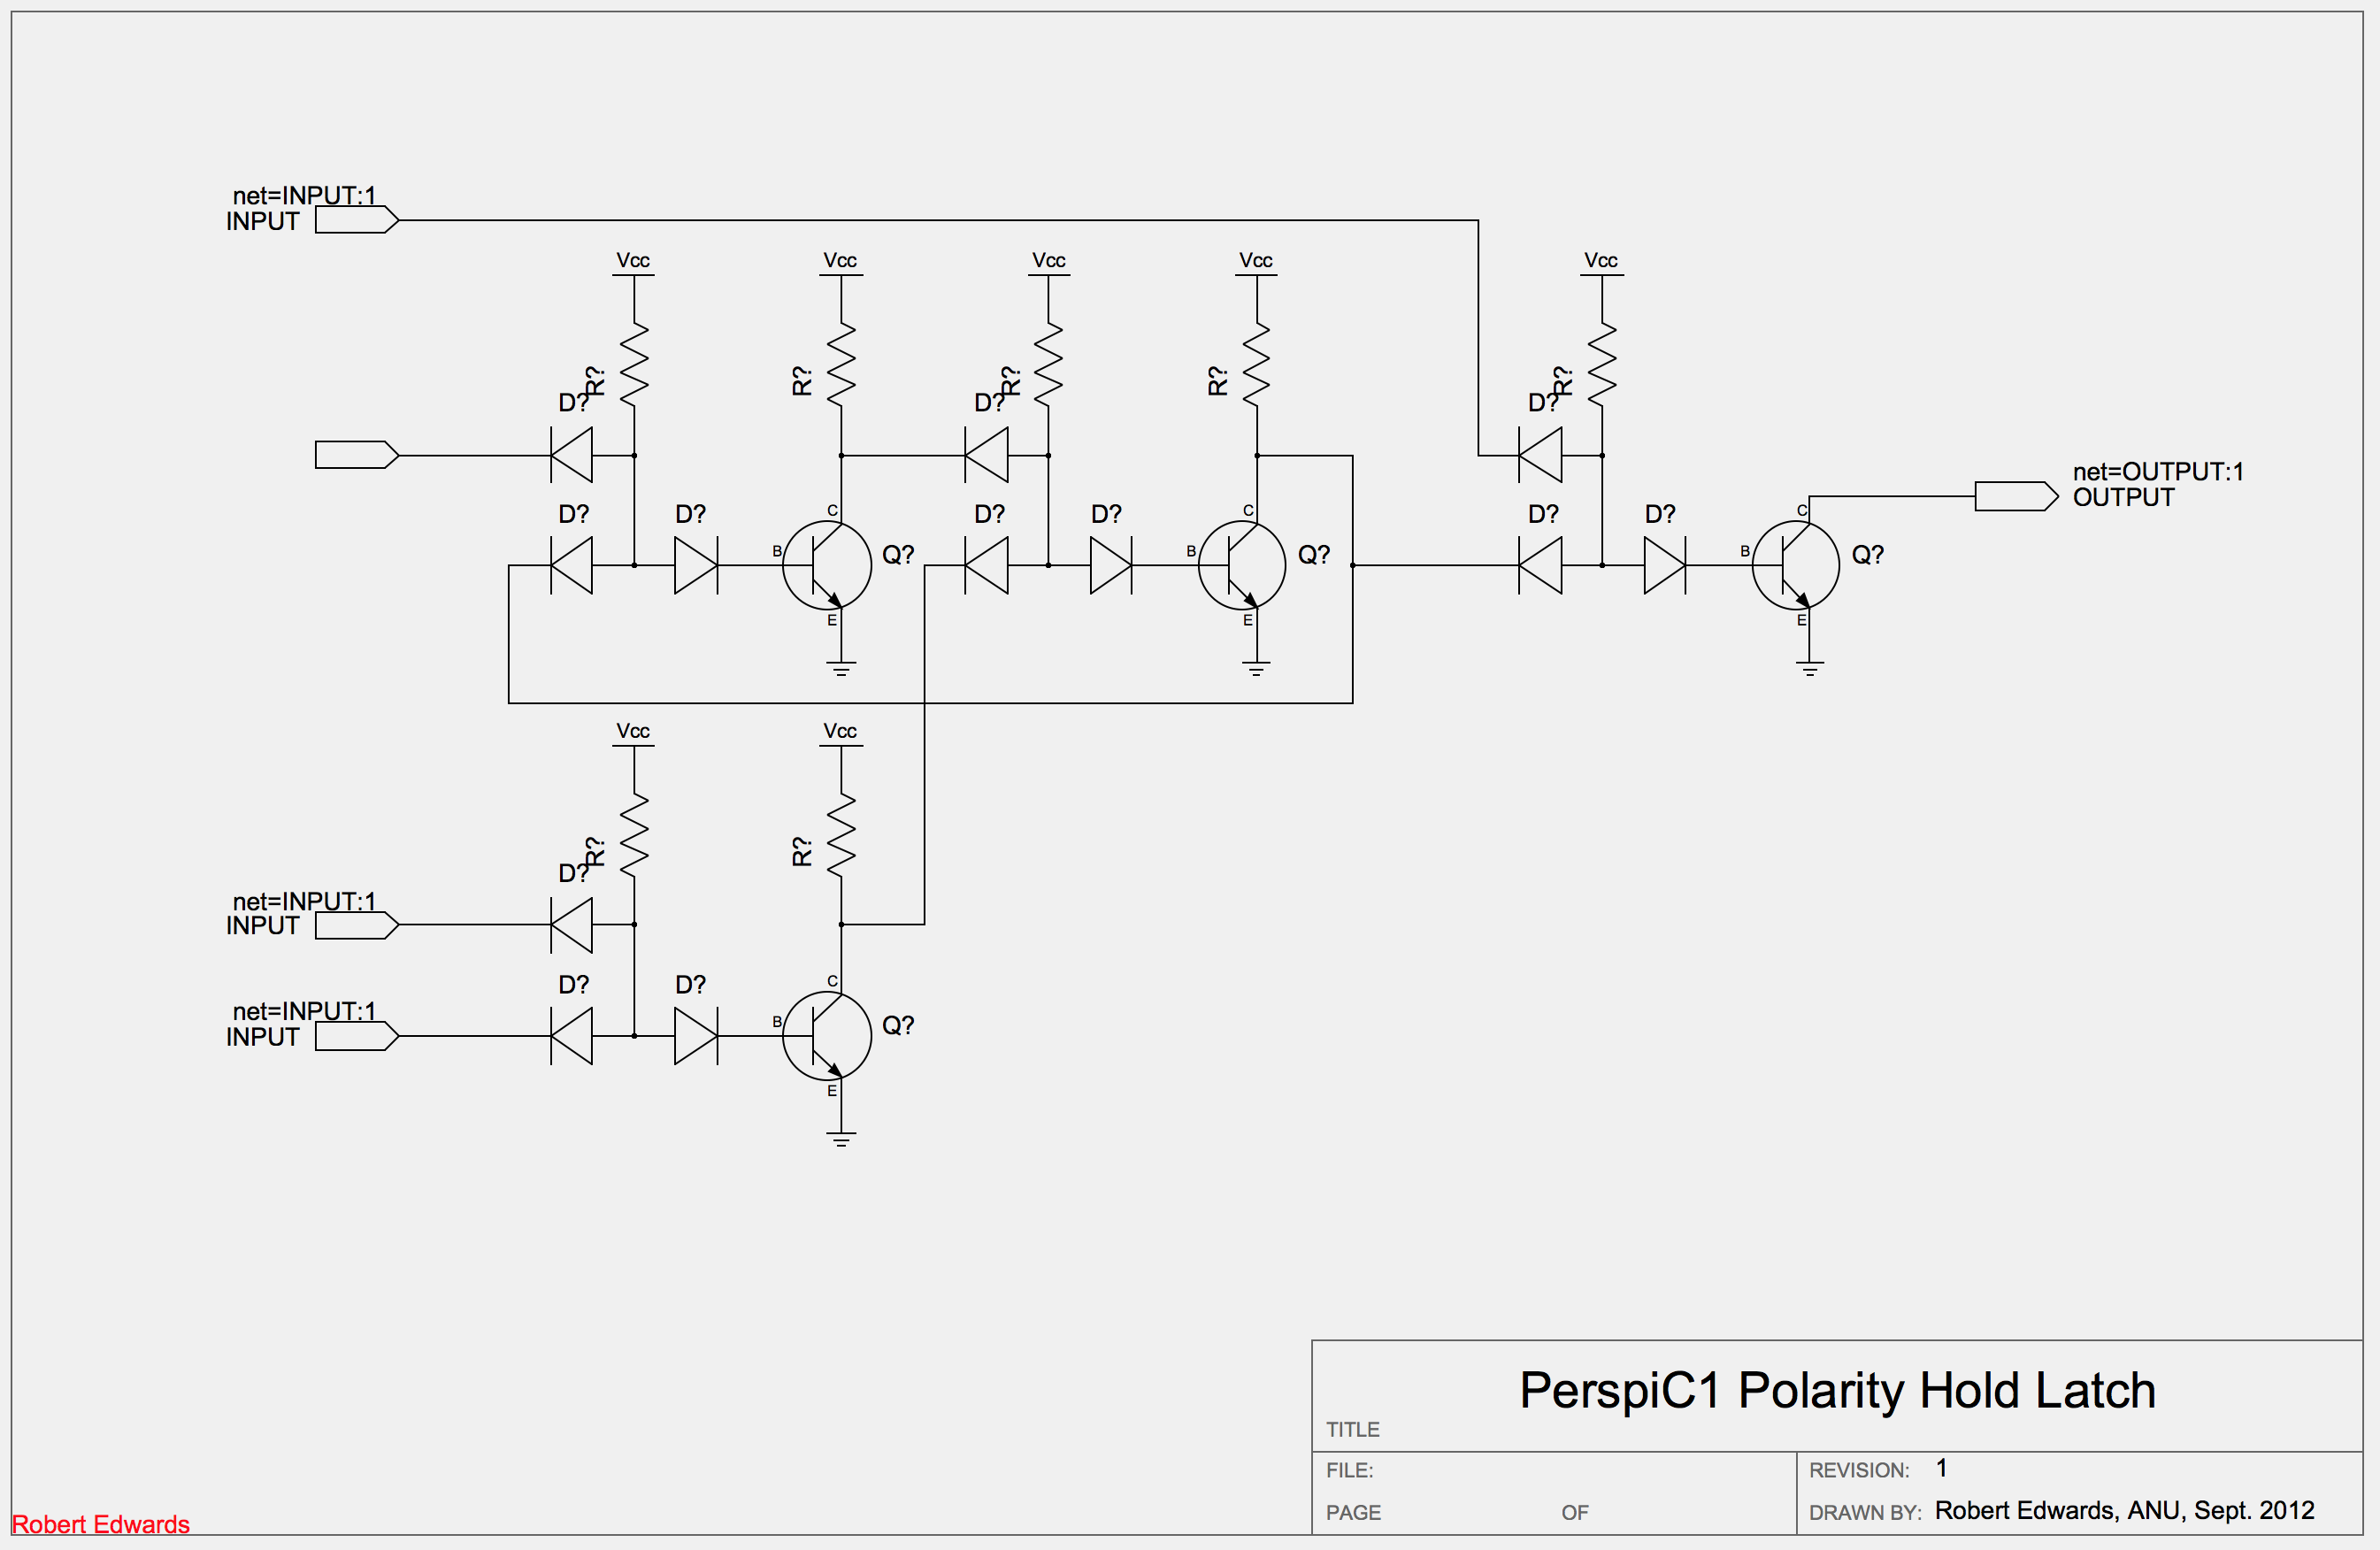 net=INPUT:1
INPUT
Vcc
Vcc
Vcc
Vcc
Vcc
R?
R?
R?
R?
R?
D?
D?
D?
net=OUTPUT:1
OUTPUT
D?
D?
C
B
Q?
E
D?
D?
C
B
Q?
E
D?
D?
C
B
Q?
E
Vcc
Vcc
R?
R?
D?
net=INPUT:1
INPUT
D?
D?
C
B
Q?
E
net=INPUT:1
INPUT
PerspiC1 Polarity Hold Latch
TITLE
FILE:
REVISION: 1
PAGE OF
DRAWN BY: Robert Edwards, ANU, Sept. 2012
Robert Edwards